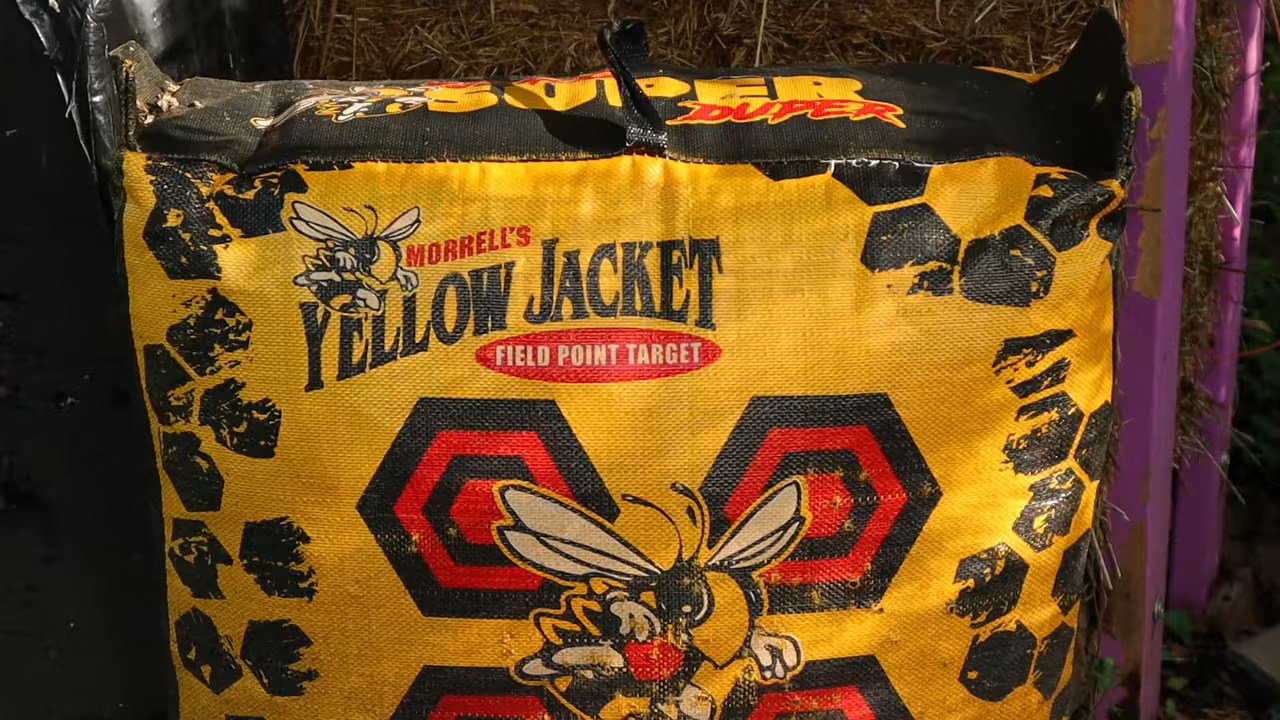 SUPER
DUPER
MORRELL'S
YELLOW JACKET
FIELD POINT TARGET